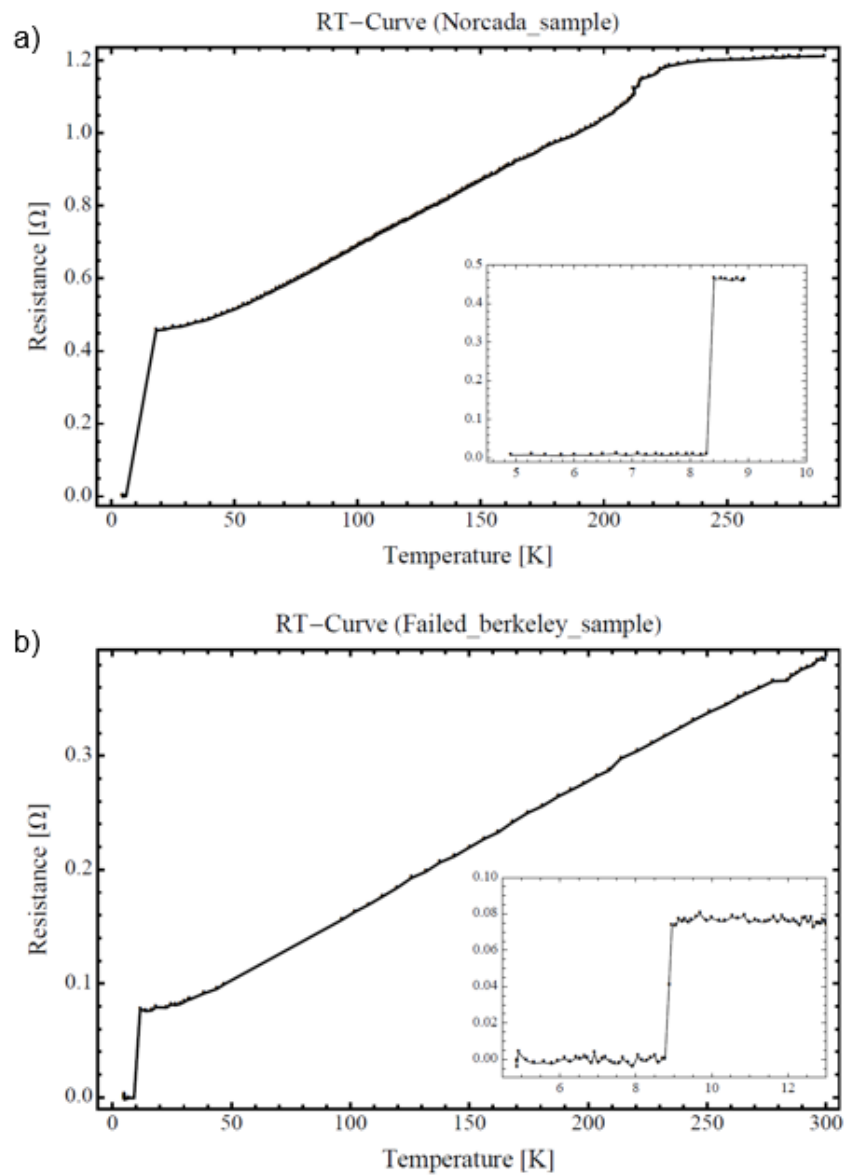 a)
RT−Curve (Norcada_sample)
Resistance [Ω]
1.2
1.0
0.8
0.6
0.4
0.2
0.0
0.5
0.4
0.3
0.2
0.1
0.0
5 6 7 8 9 10
0 50 100 150 200 250
Temperature [K]
b)
RT−Curve (Failed_berkeley_sample)
Resistance [Ω]
0.3
0.2
0.1
0.0
0.10
0.08
0.06
0.04
0.02
0.00
6 8 10 12
0 50 100 150 200 250 300
Temperature [K]